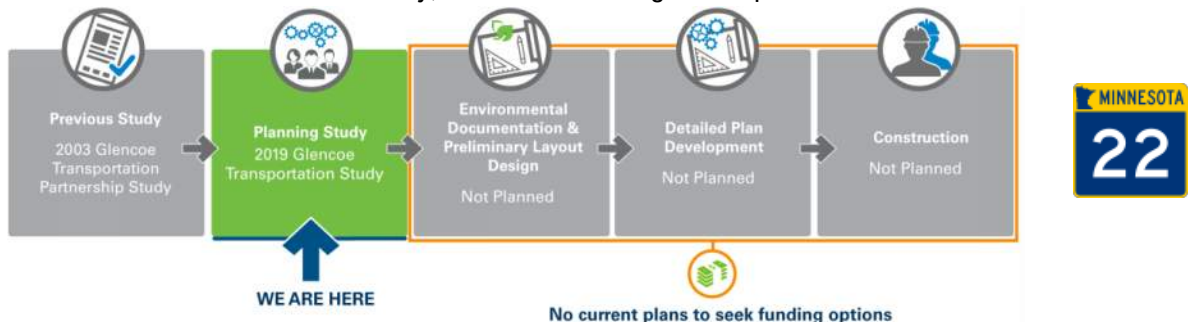 Previous Study
2003 Glencoe
Transportation
Partnership Study
Planning Study
2019 Glencoe
Transportation Study
Environmental
Documentation &
Preliminary Layout
Design
Not Planned
Detailed Plan
Development
Not Planned
Construction
Not Planned
MINNESOTA
22
WE ARE HERE
No current plans to seek funding options